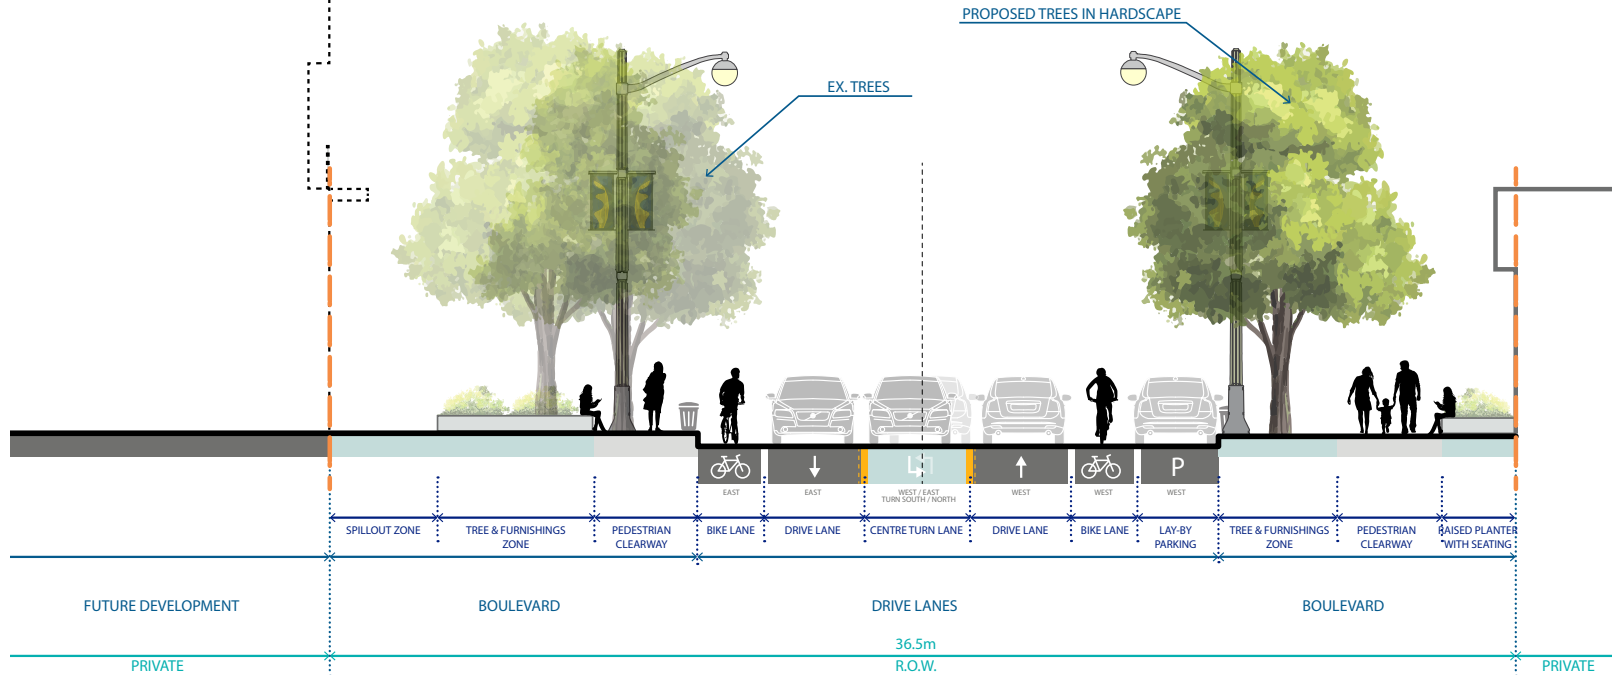 PROPOSED TREES IN HARDSCAPE
EX. TREES
P
EAST
EAST
WEST / EAST
TURN SOUTH / NORTH
WEST
WEST
WEST
SPILLOUT ZONE
TREE & FURNISHINGS
ZONE
PEDESTRIAN
CLEARWAY
BIKE LANE
DRIVE LANE
CENTRE TURN LANE
DRIVE LANE
BIKE LANE
LAY-BY
PARKING
TREE & FURNISHINGS
ZONE
PEDESTRIAN
CLEARWAY
RAISED PLANTER
WITH SEATING
FUTURE DEVELOPMENT
BOULEVARD
DRIVE LANES
BOULEVARD
36.5m
PRIVATE
R.O.W.
PRIVATE